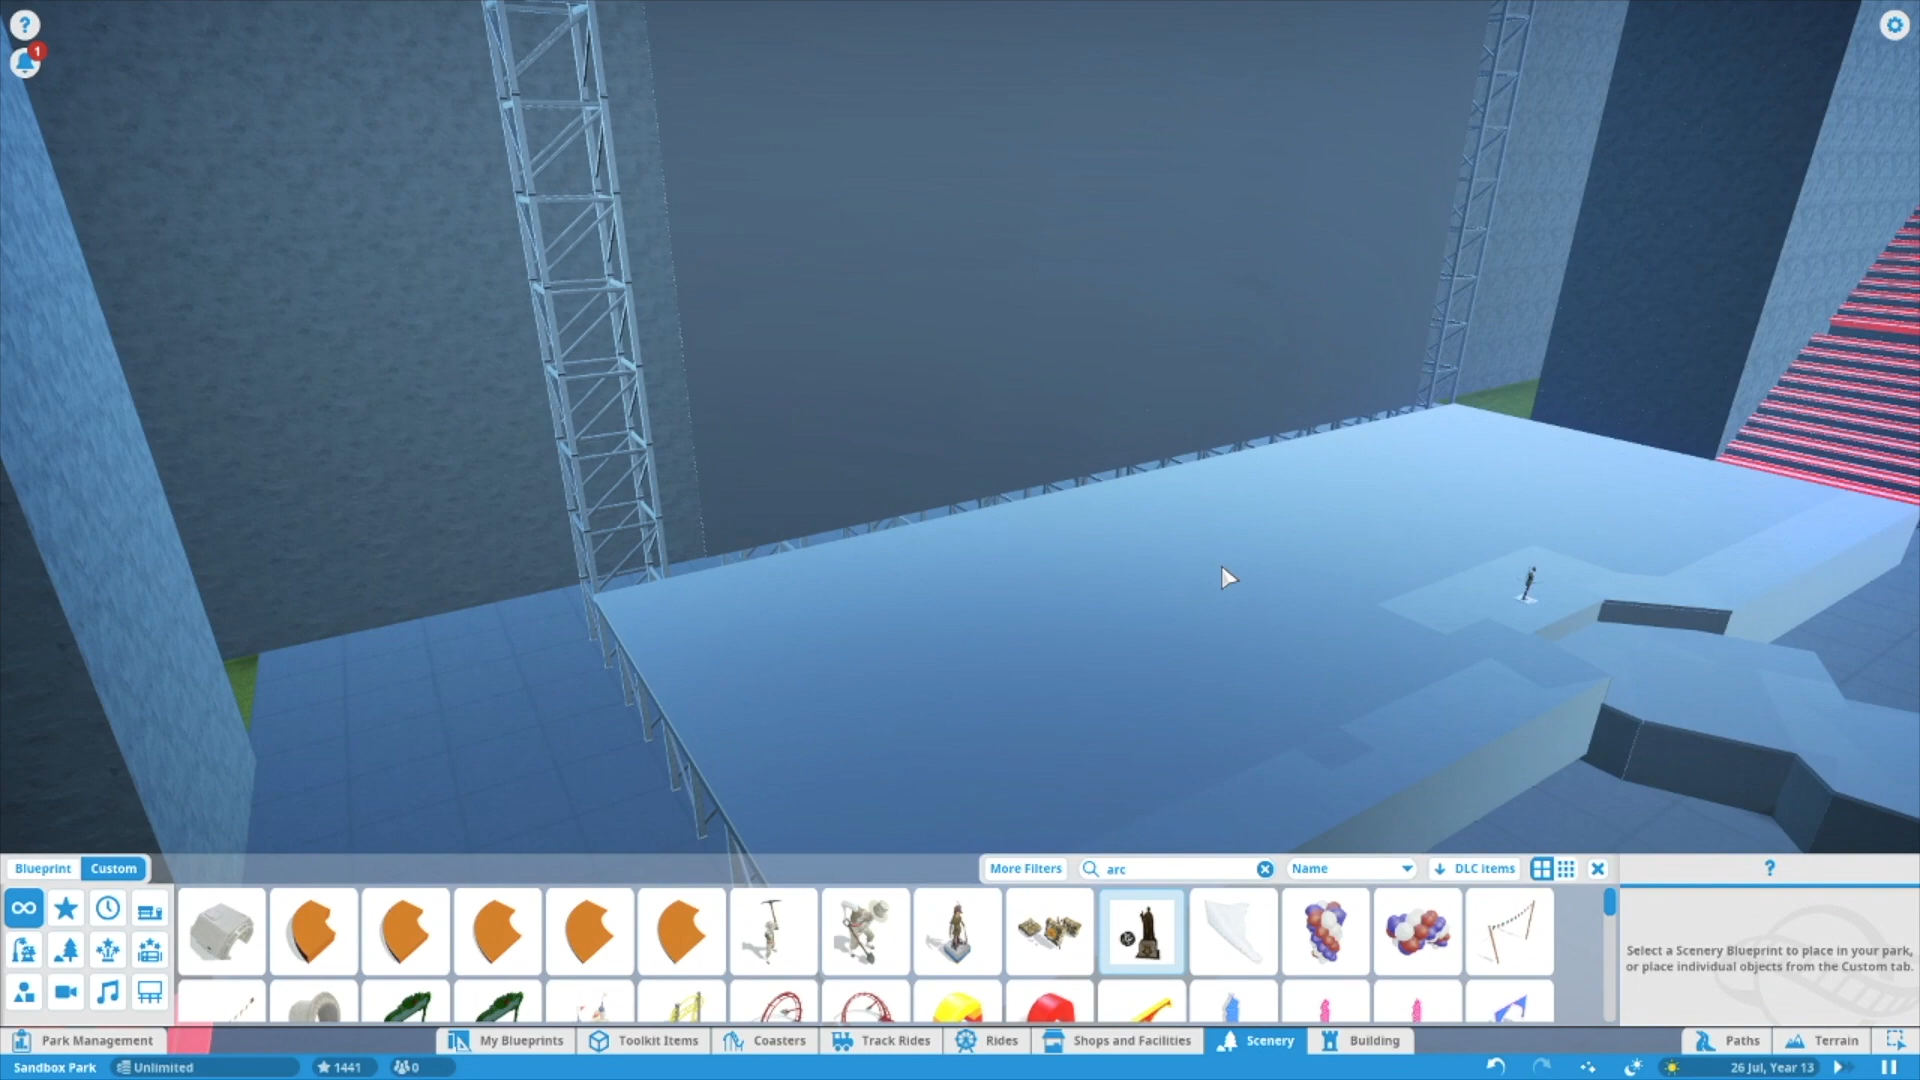 ?
1
Blueprint Custom
More Filters arc Name DLC Items
?
Select a Scenery Blueprint to place in your park,
or place individual objects from the Custom tab.
Park Management My Blueprints Toolkit Items Coasters Track Rides Rides Shops and Facilities Scenery Building Paths Terrain
Sandbox Park Unlimited 1441 0 26 Jul, Year 13